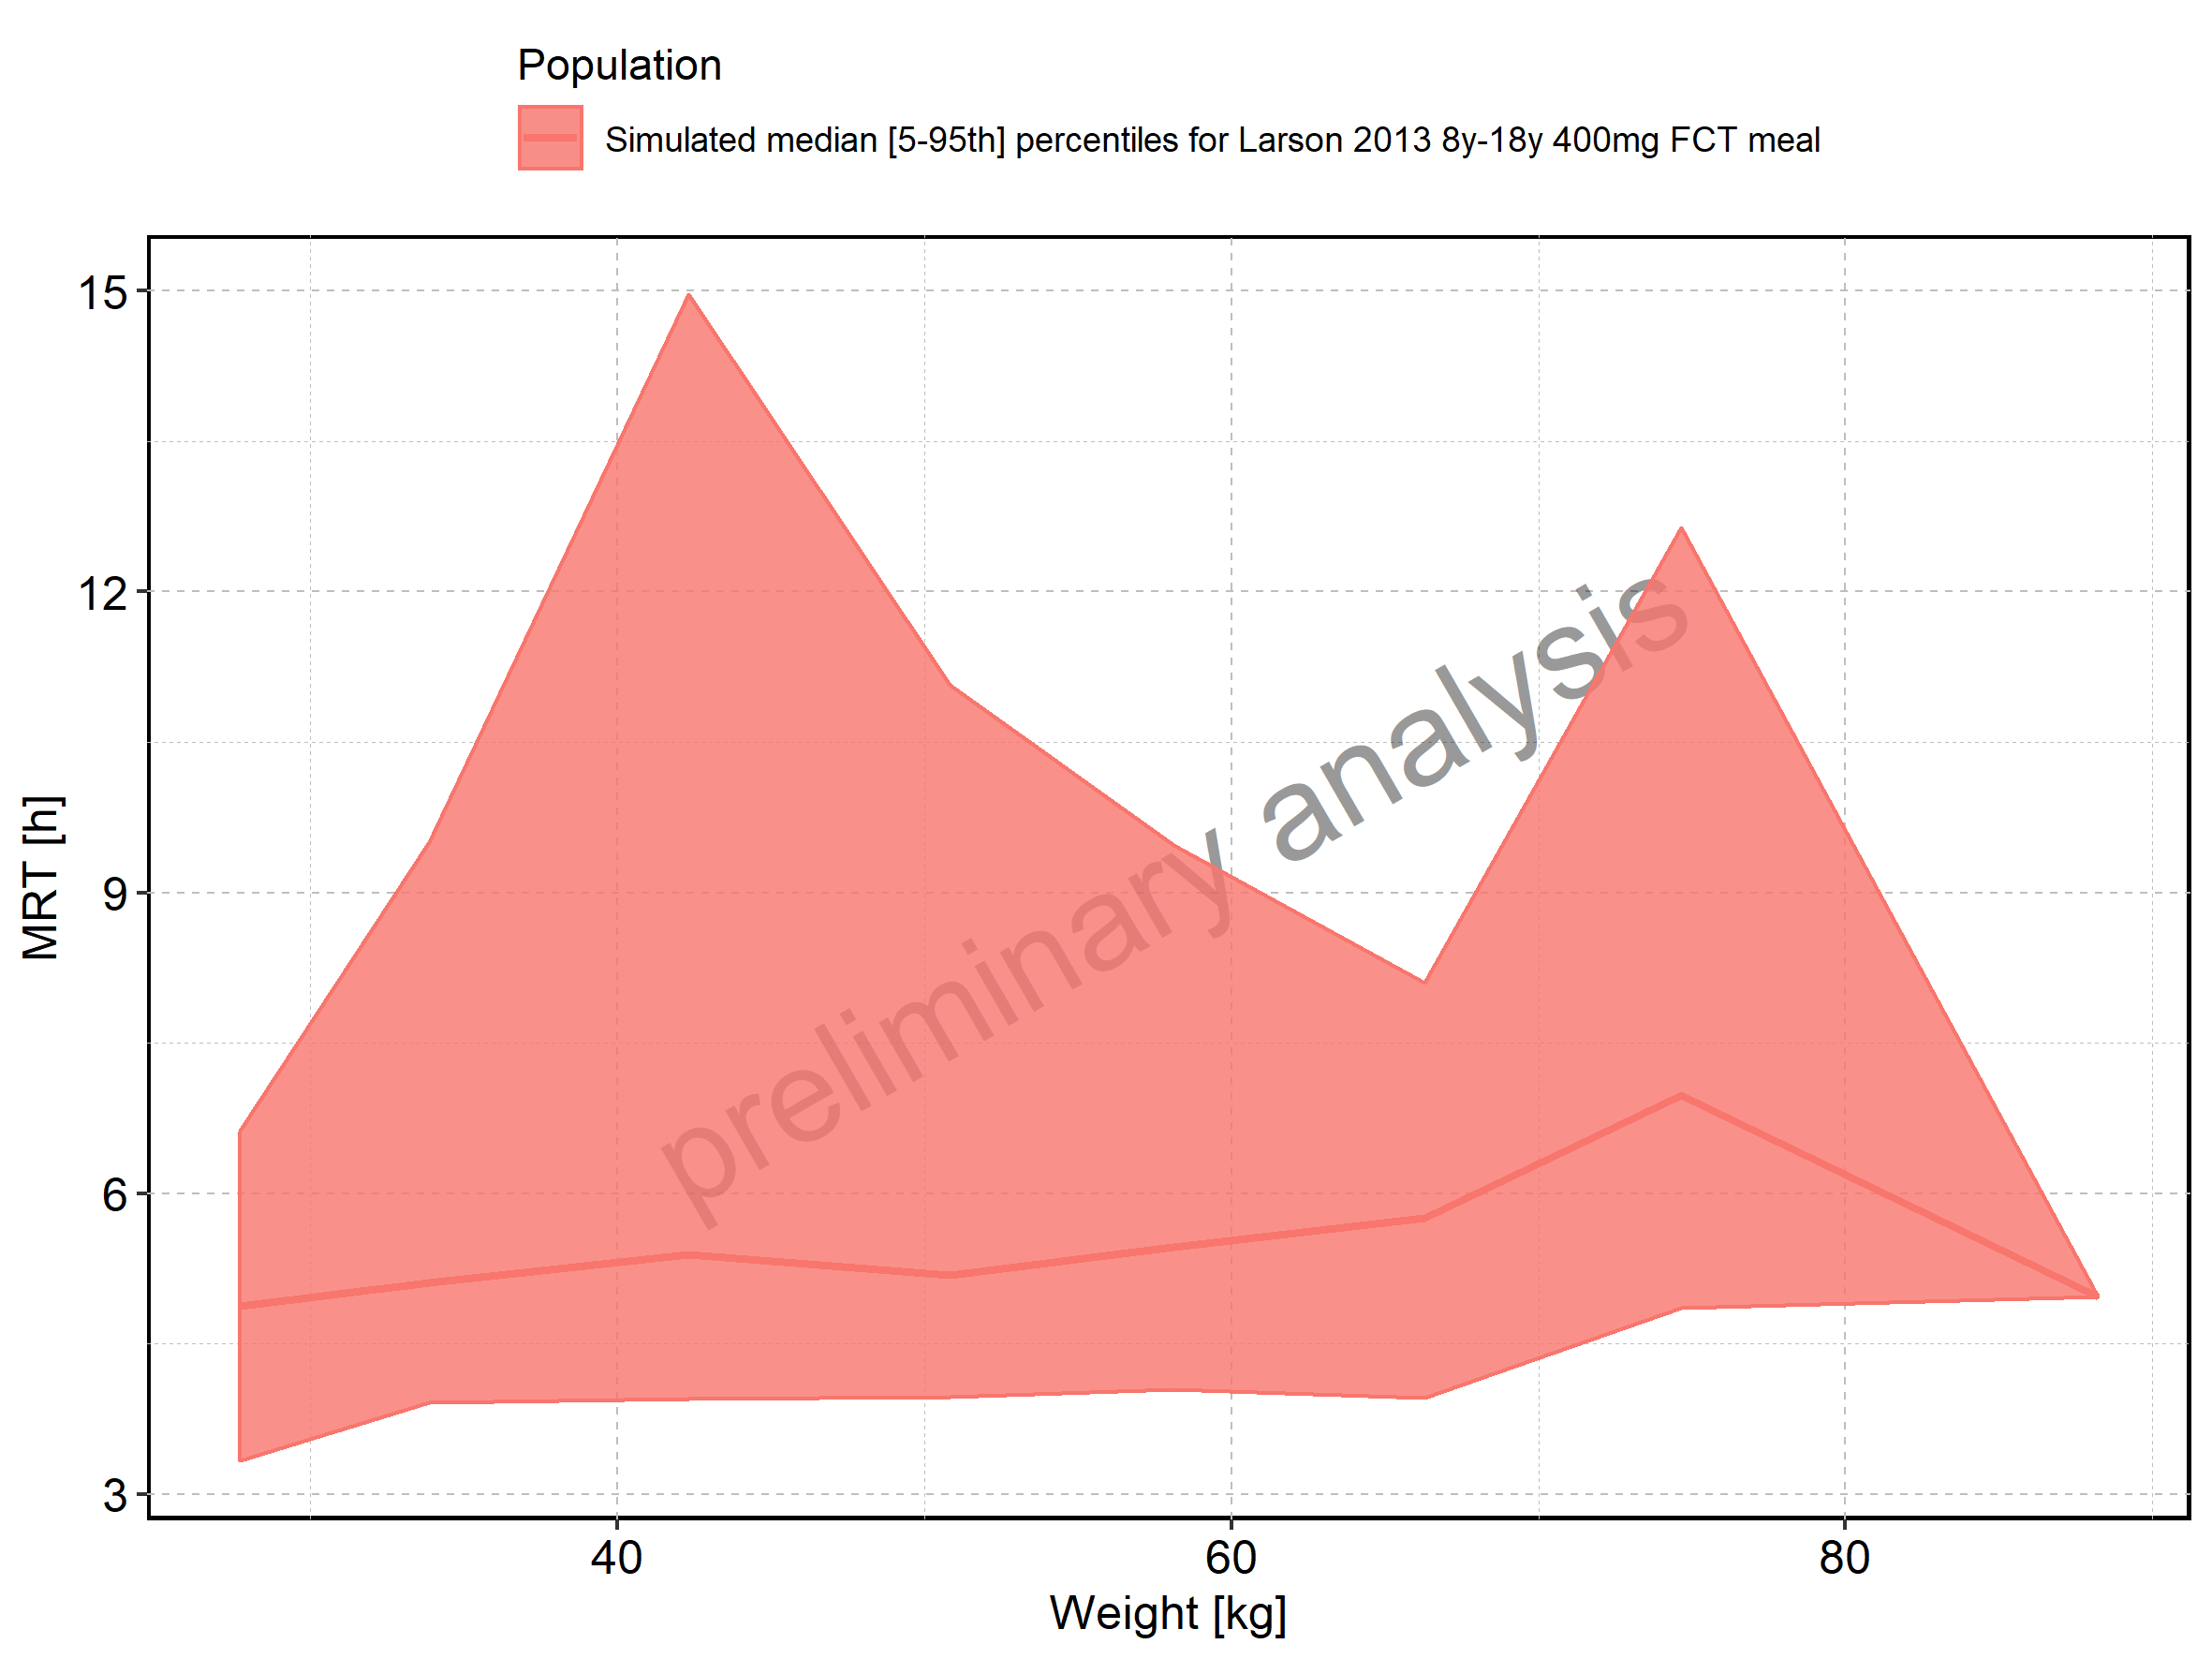 Population
Simulated median [5-95th] percentiles for Larson 2013 8y-18y 400mg FCT meal
15
12
9
6
3
MRT [h]
preliminary analysis
40 60 80
Weight [kg]